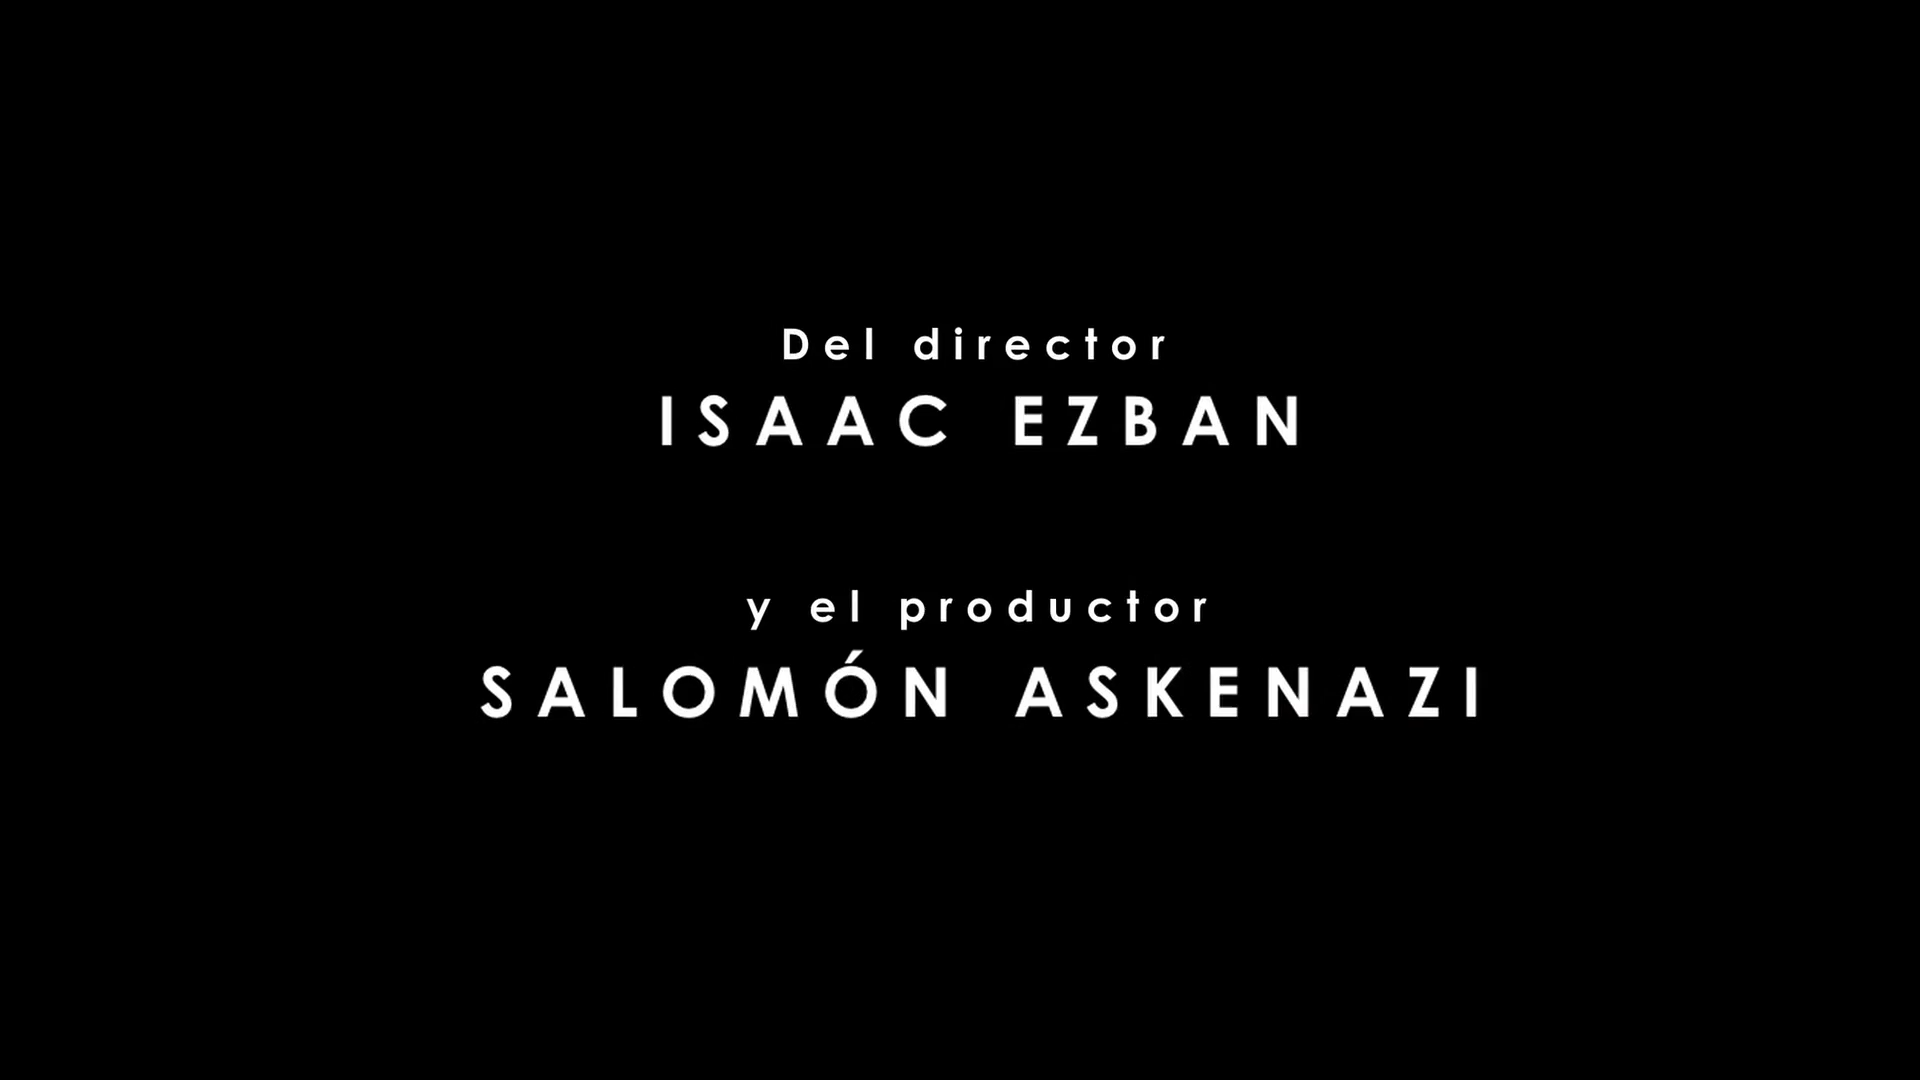 Del director
ISAAC EZBAN
y el productor
SALOMÓN ASKENAZI